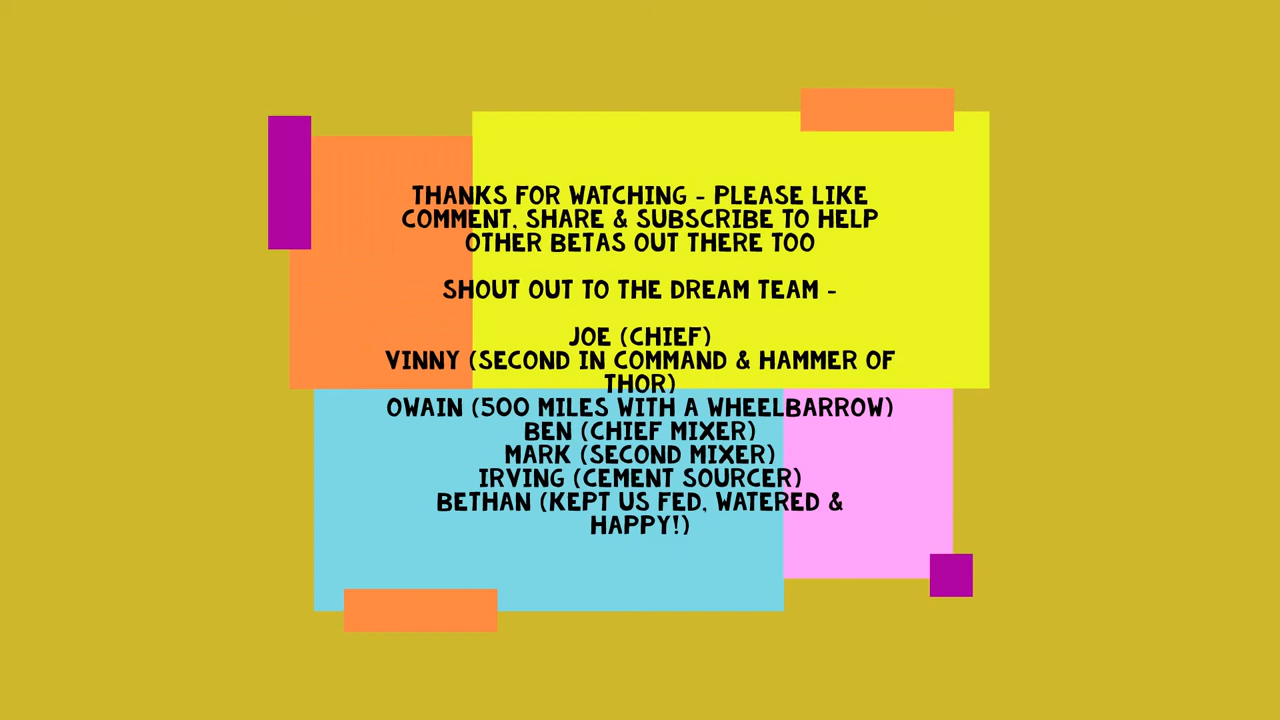 THANKS FOR WATCHING - PLEASE LIKE
COMMENT, SHARE & SUBSCRIBE TO HELP
OTHER BETAS OUT THERE TOO
SHOUT OUT TO THE DREAM TEAM -
JOE (CHIEF)
VINNY (SECOND IN COMMAND & HAMMER OF
THOR)
OWAIN (500 MILES WITH A WHEELBARROW)
BEN (CHIEF MIXER)
MARK (SECOND MIXER)
IRVING (CEMENT SOURCER)
BETHAN (KEPT US FED, WATERED &
HAPPY!)